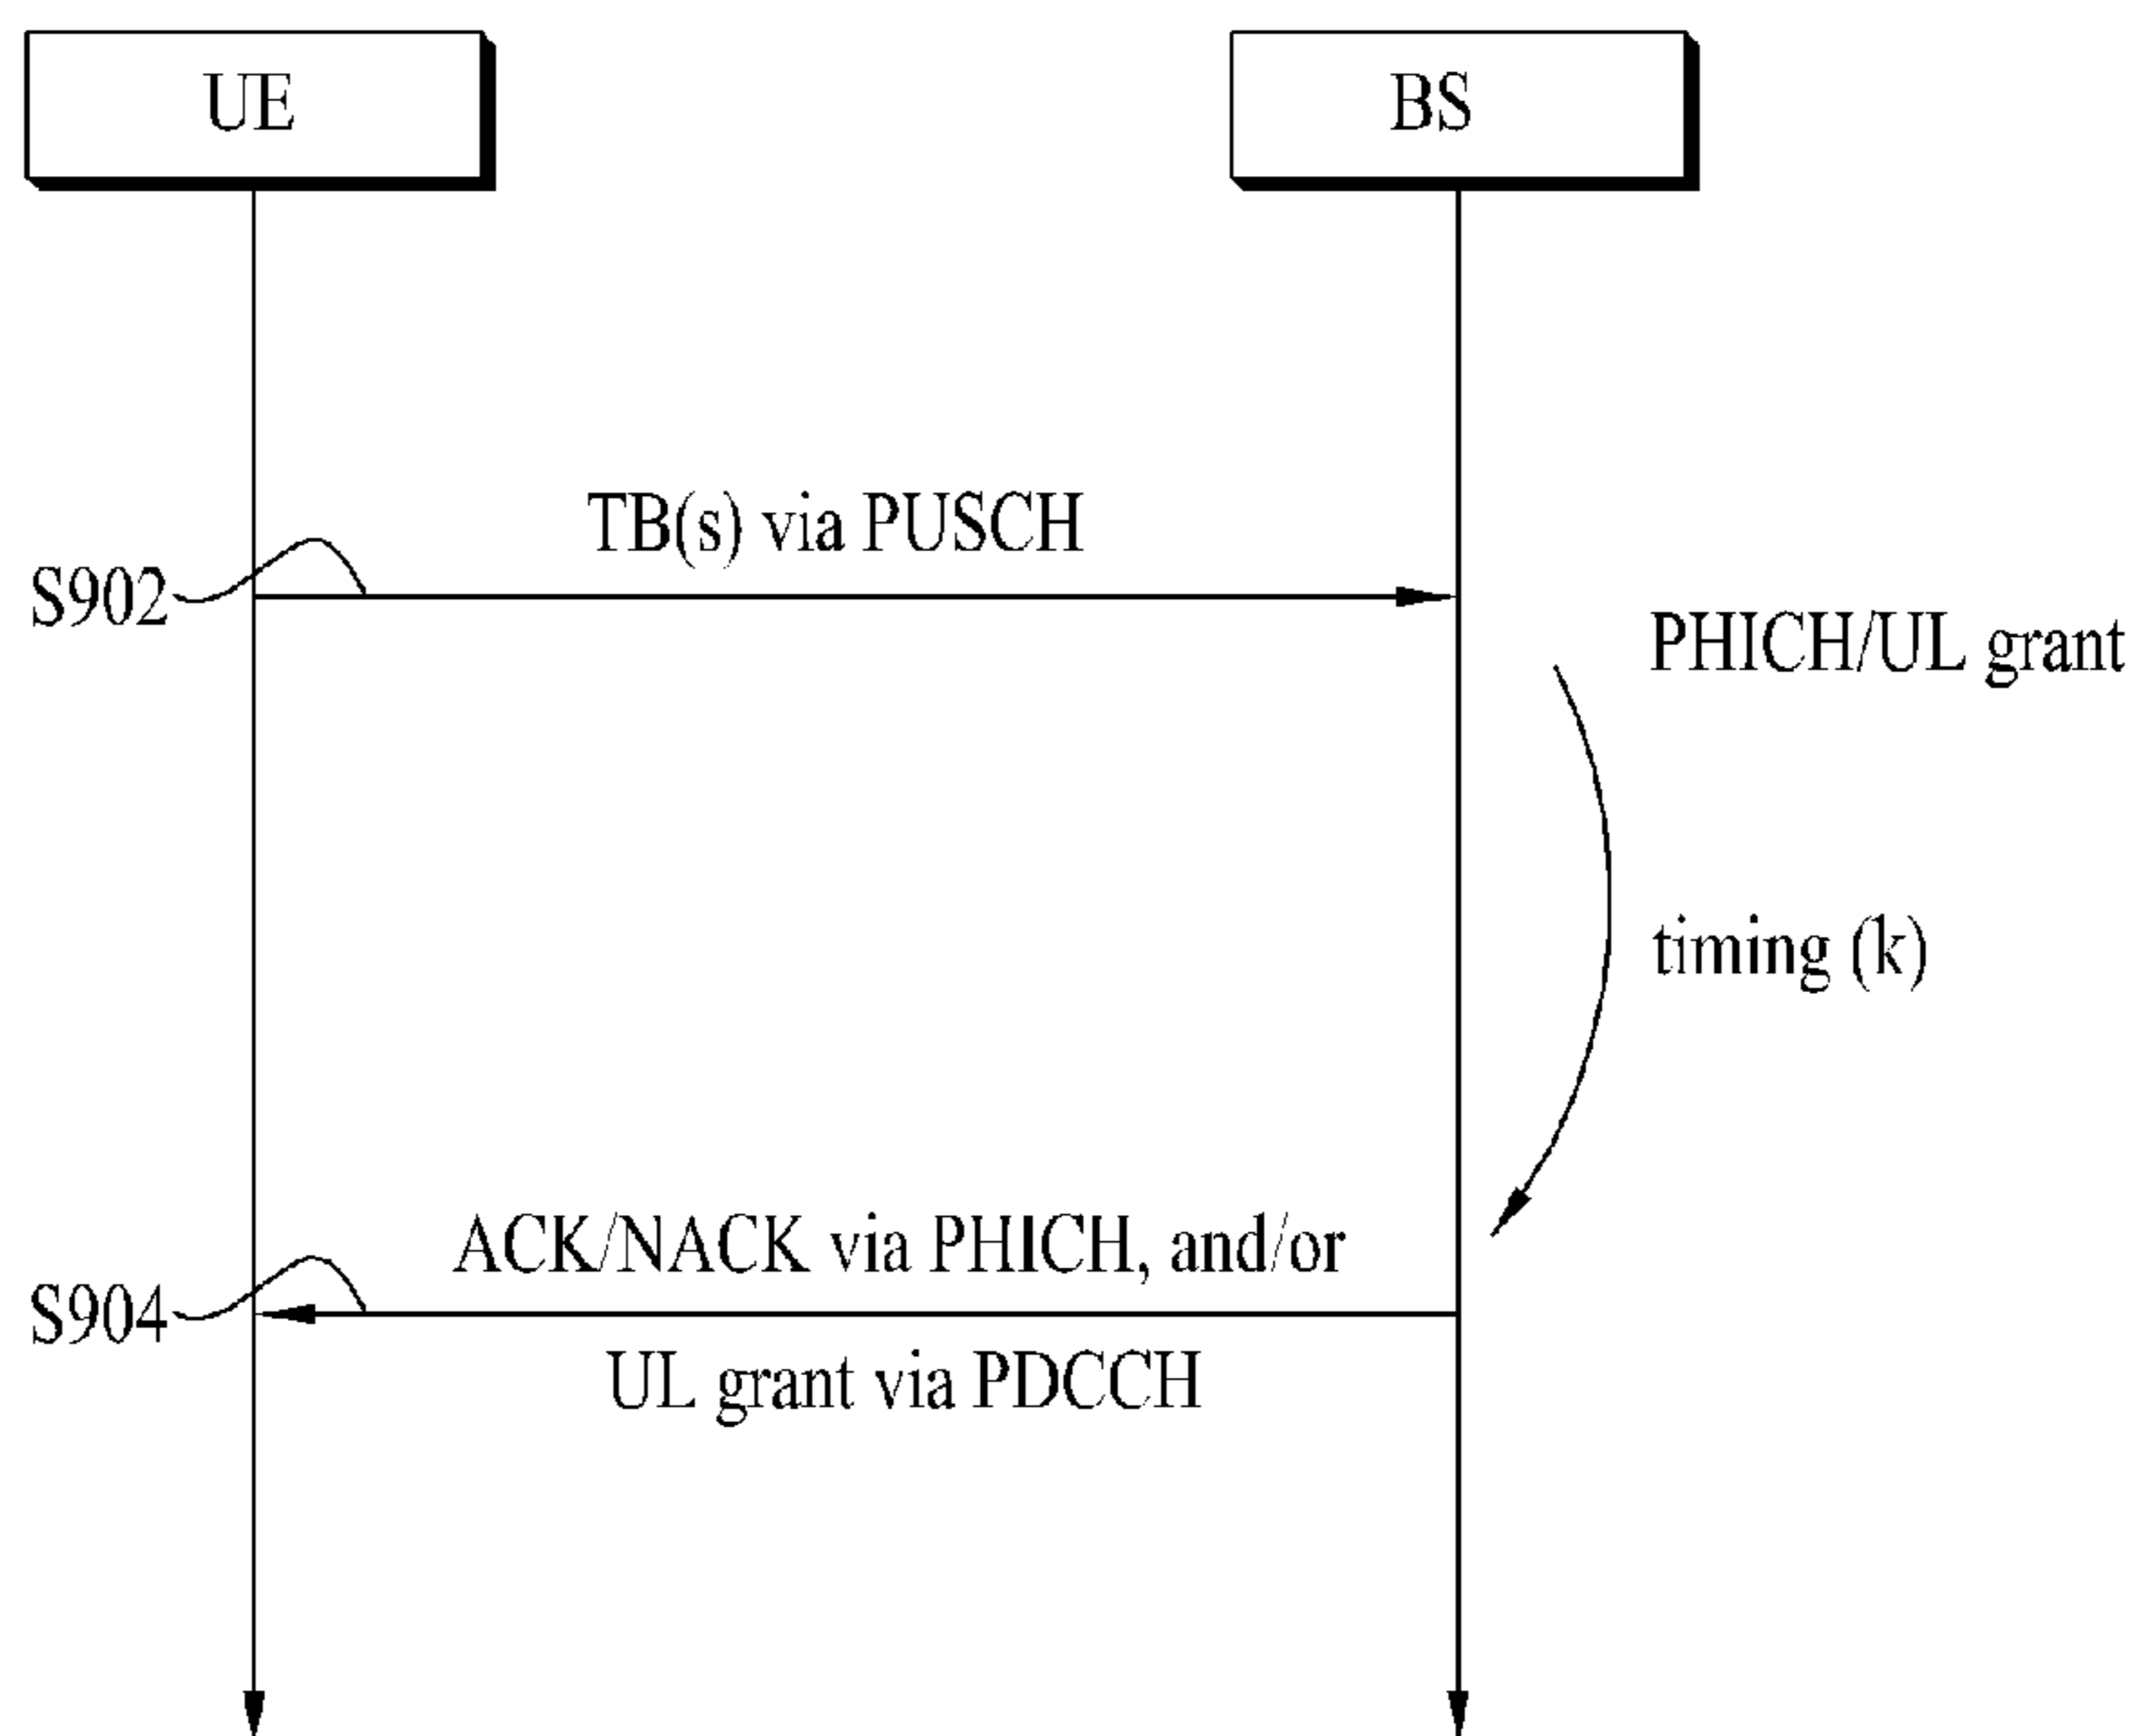 UE
BS
TB(s) via PUSCH
S902
PHICH/UL grant
timing (k)
ACK/NACK via PHICH, and/or
S904
UL grant via PDCCH